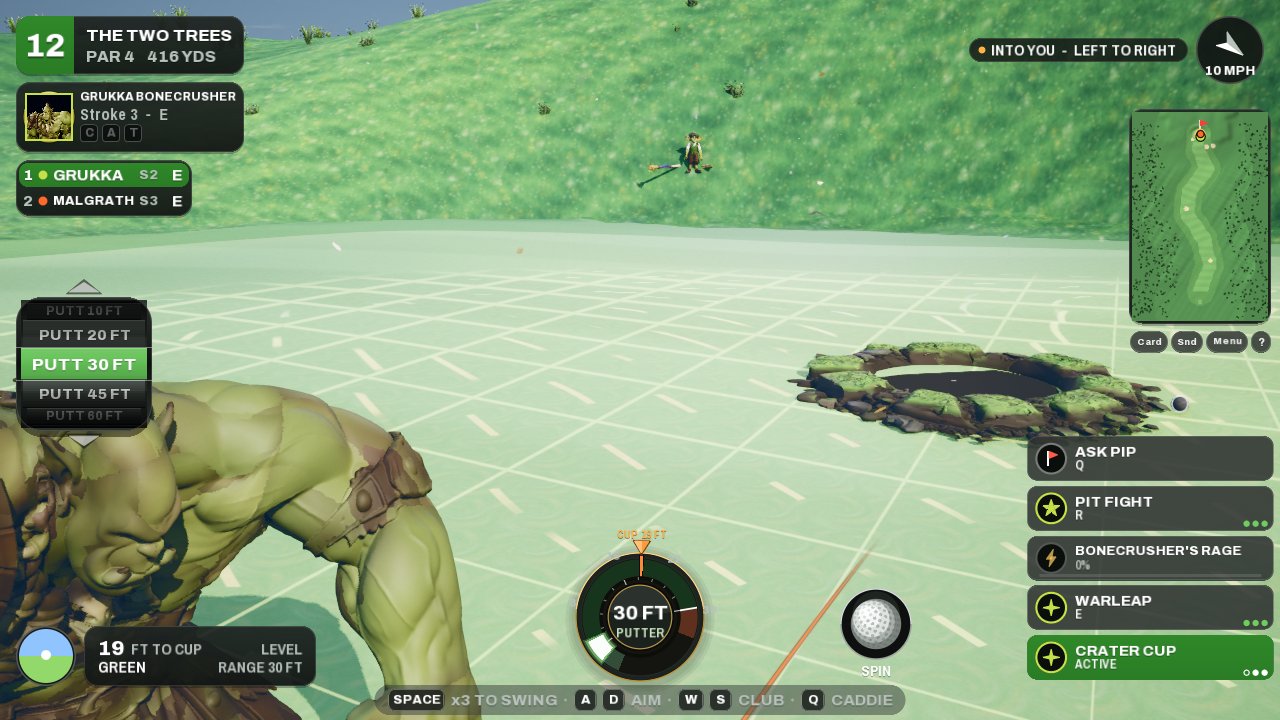 12
THE TWO TREES
PAR 4 416 YDS
GRUKKA BONECRUSHER
Stroke 3 - E
C A T
1 GRUKKA S2 E
2 MALGRATH S3 E
INTO YOU - LEFT TO RIGHT
10 MPH
Card Snd Menu ?
PUTT 10 FT
PUTT 20 FT
PUTT 30 FT
PUTT 45 FT
PUTT 60 FT
ASK PIP
Q
PIT FIGHT
R
BONECRUSHER'S RAGE
0%
WARLEAP
E
CRATER CUP
ACTIVE
CUP 19 FT
30 FT
PUTTER
SPIN
19 FT TO CUP LEVEL
GREEN RANGE 30 FT
SPACE x3 TO SWING · A D AIM · W S CLUB · Q CADDIE